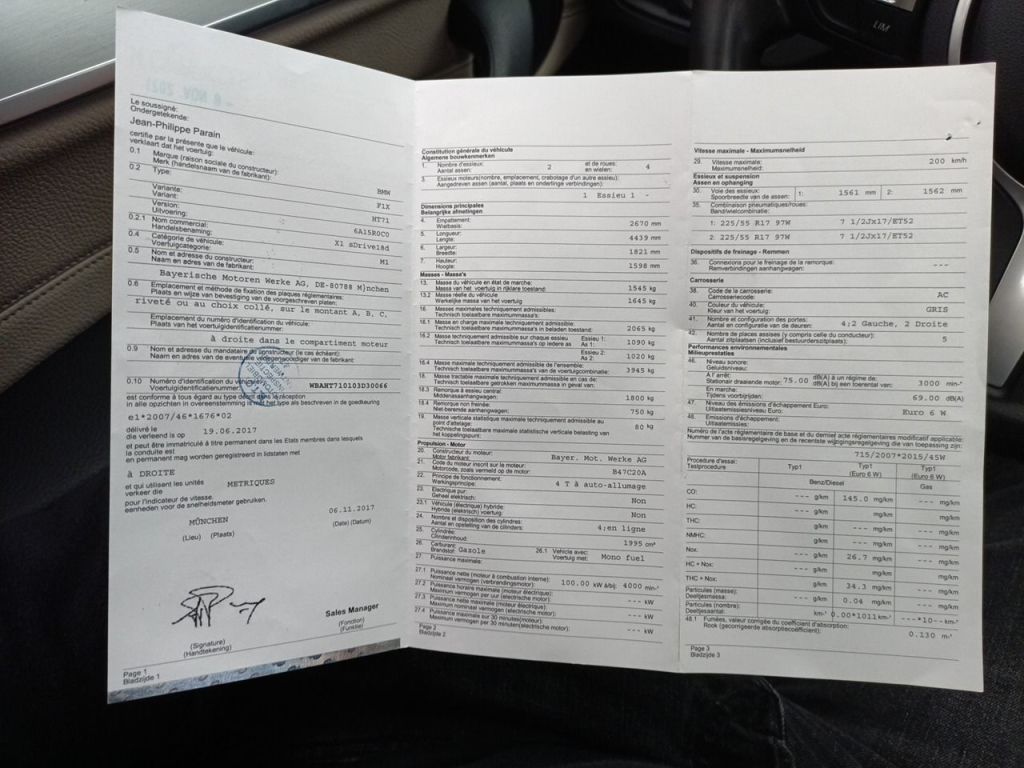 Le soussigné:
Ondergetekende:
Jean-Philippe Parain
certifie par la présente que le véhicule:
verklaart dat het voertuig:
0.1 Marque (raison sociale du constructeur):
Merk (handelsnaam van de fabrikant):
BMW
0.2 Type:
F1X
Variante:
Variant:
HT71
Version:
Uitvoering:
6A15R0C0
0.2.1 Nom commercial:
Handelsbenaming:
X1 sDrive18d
0.4 Catégorie de véhicule:
Voertuigcategorie:
M1
0.5 Nom et adresse du constructeur:
Naam en adres van de fabrikant:
Bayerische Motoren Werke AG, DE-80788 M}nchen
0.6 Emplacement et méthode de fixation des plaques réglementaires:
Plaats en wijze van bevestiging van de voorgeschreven platen:
riveté ou au choix collé, sur le montant A, B, C,
Emplacement du numéro d'identification du véhicule:
Plaats van het voertuigidentificatienummer:
à droite dans le compartiment moteur
0.9 Nom et adresse du mandataire du constructeur (le cas échéant):
Naam en adres van de eventuele vertegenwoordiger van de fabrikant:
0.10 Numéro d'identification du véhicule:
Voertuigidentificatienummer:
WBAHT710103D30066
est conforme à tous égard au type décrit dans la réception
in alle opzichten in overeenstemming is met het type als beschreven in de goedkeuring
e1*2007/46*1676*02
délivré le
die verleend is op 19.06.2017
et peut être immatriculé à titre permanent dans les Etats membres dans lesquels
la conduite est
en permanent mag worden geregistreerd in lidstaten met
à DROITE
et qui utilisent les unités METRIQUES
verkeer die
pour l'indicateur de vitesse.
eenheden voor de snelheidsmeter gebruiken.
MÜNCHEN 06.11.2017
(Lieu) (Plaats) (Date) (Datum)
Sales Manager
(Signature) (Fonction)
(Handtekening) (Funktie)
Page 1
Bladzijde 1
Constitution générale du véhicule
Algemene bouwkenmerken
1. Nombre d'essieux: 2 et de roues: 4
Aantal assen: en wielen:
3. Essieux moteurs(nombre, emplacement, crabotage d'un autre essieu):
Aangedreven assen (aantal, plaats en onderlinge verbindingen):
1 Essieu 1 -
Dimensions principales
Belangrijke afmetingen
4. Empattement:
Wielbasis:
2670 mm
5. Longueur:
Lengte:
4439 mm
6. Largeur:
Breedte:
1821 mm
7. Hauteur:
Hoogte:
1598 mm
Masses - Massa's
13. Masse du véhicule en état de marche:
Massa van het voertuig in rijklare toestand:
1545 kg
13.2 Masse réelle du véhicule
Werkelijke massa van het voertuig
1645 kg
16. Masses maximales techniquement admissibles:
Technisch toelaatbare maximummassa's:
16.1 Masse en charge maximale techniquement admissible:
Technisch toelaatbare maximummassa's in beladen toestand:
2065 kg
16.2 Masse techniquement admissible sur chaque essieu Essieu 1:
Technisch toelaatbare maximummassa's op iedere as As 1:
1090 kg
Essieu 2:
As 2:
1020 kg
16.4 Masse maximale techniquement admissible de l'ensemble:
Technisch toelaatbare maximummassa's van de voertuigcombinatie:
3945 kg
18. Masse tractable maximale techniquement admissible en cas de:
Technisch toelaatbare getrokken maximummassa in geval van:
18.3 Remorque à essieu central:
Middenasaanhangwagen:
1800 kg
18.4 Remorque non freinée:
Niet-beremde aanhangwagen:
750 kg
19. Masse verticale statique maximale techniquement admissible au
point d'attelage:
Technisch toelaatbare maximale statische verticale belasting van
het koppelingspunt:
80 kg
Propulsion - Motor
20. Constructeur du moteur:
Motor fabrikant:
Bayer. Mot. Werke AG
21. Code du moteur inscrit sur le moteur:
Motorcode, zoals vermeld op de motor:
B47C20A
22. Principe de fonctionnement:
Werkingsprincipe:
4 T à auto-allumage
23. Électrique pur:
Geheel elektrisch:
Non
23.1 Véhicule (électrique) hybride:
Hybride (elektrisch) voertuig:
Non
24. Nombre et disposition des cylindres:
Aantal en opstelling van de cilinders:
4;en ligne
25. Cylindrée:
Cilinderinhoud:
1995 cm³
26. Carburant:
Brandstof: Gazole
26.1 Vehicle avec:
Voertuig met: Mono fuel
27. Puissance maximale:
27.1 Puissance nette (moteur à combustion interne):
Nominaal vermogen (verbrandingsmotor):
100.00 kW à/bij: 4000 min-¹
27.2 Puissance horaire maximale (moteur électrique):
Maximum vermogen per uur (electrische motor):
--- kW
27.3 Puissance nette maximale (moteur électrique):
Maximum nominaal vermogen (electrische motor):
--- kW
27.4 Puissance maximale sur 30 minutes(moteur):
Maximum vermogen per 30 minuten(electrische motor):
--- kW
Page 2
Bladzijde 2
Vitesse maximale - Maximumsnelheid
29. Vitesse maximale:
Maximumsnelheid:
200 km/h
Essieux et suspension
Assen en ophanging
30. Voie des essieux:
Spoorbreedte van de assen:
1: 1561 mm 2: 1562 mm
35. Combinaison pneumatiques/roues:
Band/wielcombinatie:
1: 225/55 R17 97W 7 1/2Jx17/ET52
2: 225/55 R17 97W 7 1/2Jx17/ET52
Dispositifs de freinage - Remmen
36. Connexions pour le freinage de la remorque:
Remverbindingen aanhangwagen:
---
Carrosserie
38. Code de la carrosserie:
Carrosseriecode:
AC
40. Couleur du véhicule:
Kleur van het voertuig:
GRIS
41. Nombre et configuration des portes:
Aantal en configuratie van de deuren:
4;2 Gauche, 2 Droite
42. Nombre de places assises (y compris celle du conducteur):
Aantal zitplaatsen (inclusief bestuurderszitplaats):
5
Performances environnementales
Milieuprestaties
46. Niveau sonore:
Geluidsniveau:
A l'arrêt:
Stationair draaiende motor: 75.00 dB(A) à un régime de:
dB(A) bij een toerental van: 3000 min-¹
En marche:
Tijdens voorbijrijden:
69.00 dB(A)
47. Niveau des émissions d'échappement Euro:
Uitlaatemissieniveau Euro:
Euro 6 W
48. Emissions d'échappement:
Uitlaatemissies:
Numéro de l'acte réglementaires de base et du dernier acte réglementaires modificatif applicable:
Nummer van de basisregelgeving en de recentste wijzigingsregelgeving die van toepassing zijn:
715/2007*2015/45W
Procedure d'essai: Typ1 Typ1 Typ1
Testprocedure (Euro 6 W) (Euro 6 W)
Benz/Diesel Gas
CO: --- g/km 145.0 mg/km --- mg/km
HC: --- g/km --- mg/km
THC: g/km --- mg/km --- mg/km
NMHC: g/km --- mg/km --- mg/km
Nox: --- g/km 26.7 mg/km --- mg/km
HC + Nox: --- g/km mg/km
THC + Nox: 34.3 mg/km --- mg/km
Particules (masse):
Deeltjesmassa: --- g/km 0.04 mg/km --- mg/km
Particules (nombre):
Deeltjesaantal: km-¹ 0.00*1011km-¹ ---*10--km-¹
48.1 Fumées, valeur corrigée du coefficient d'absorption:
Rook (gecorrigeerde absorptiecoëfficient):
0.130 m-¹
Page 3
Bladzijde 3
LIM